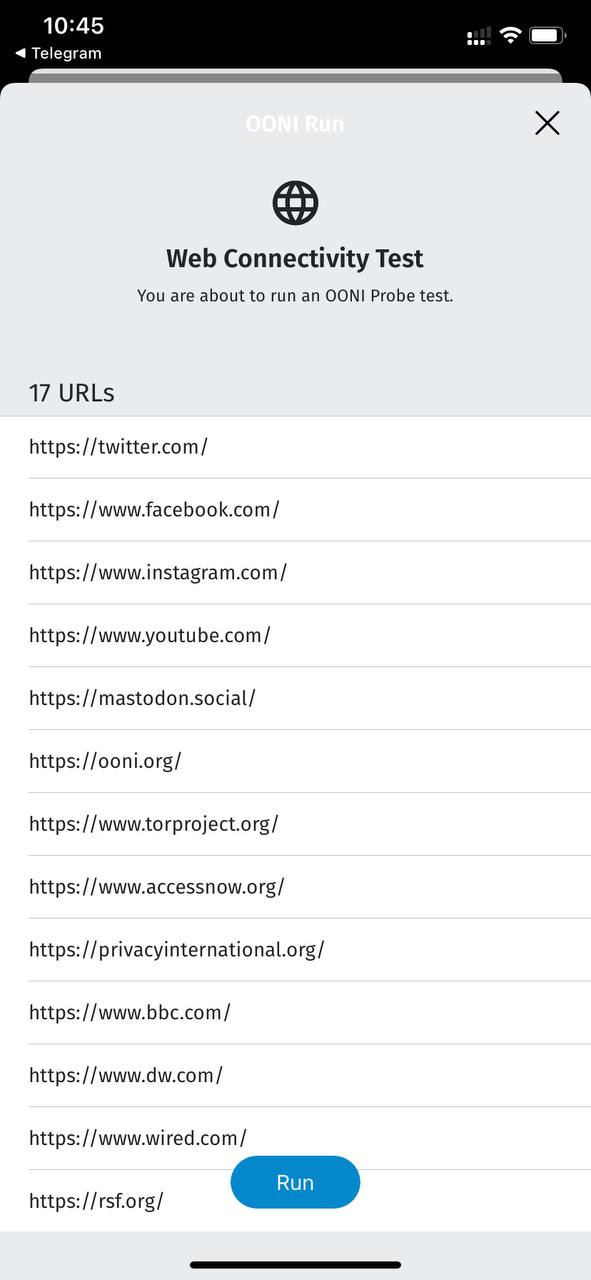 10:45
◀ Telegram
OONI Run
Web Connectivity Test
You are about to run an OONI Probe test.
17 URLs
https://twitter.com/
https://www.facebook.com/
https://www.instagram.com/
https://www.youtube.com/
https://mastodon.social/
https://ooni.org/
https://www.torproject.org/
https://www.accessnow.org/
https://privacyinternational.org/
https://www.bbc.com/
https://www.dw.com/
https://www.wired.com/
https://rsf.org/
Run